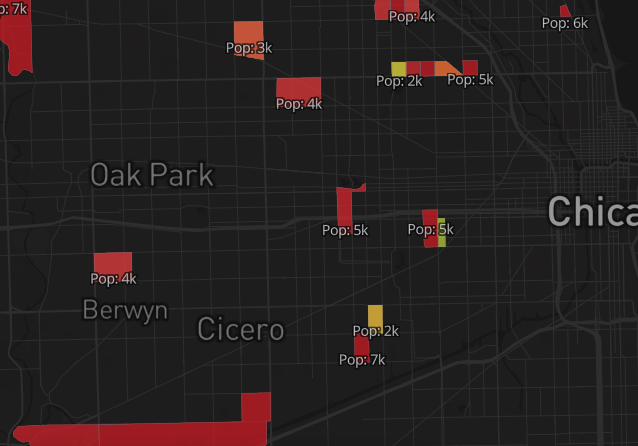 p: 7k
Pop: 4k
Pop: 6k
Pop: 3k
Pop: 2k
Pop: 5k
Pop: 4k
Oak Park
Chica
Pop: 5k
Pop: 5k
Pop: 4k
Berwyn
Cicero
Pop: 2k
Pop: 7k